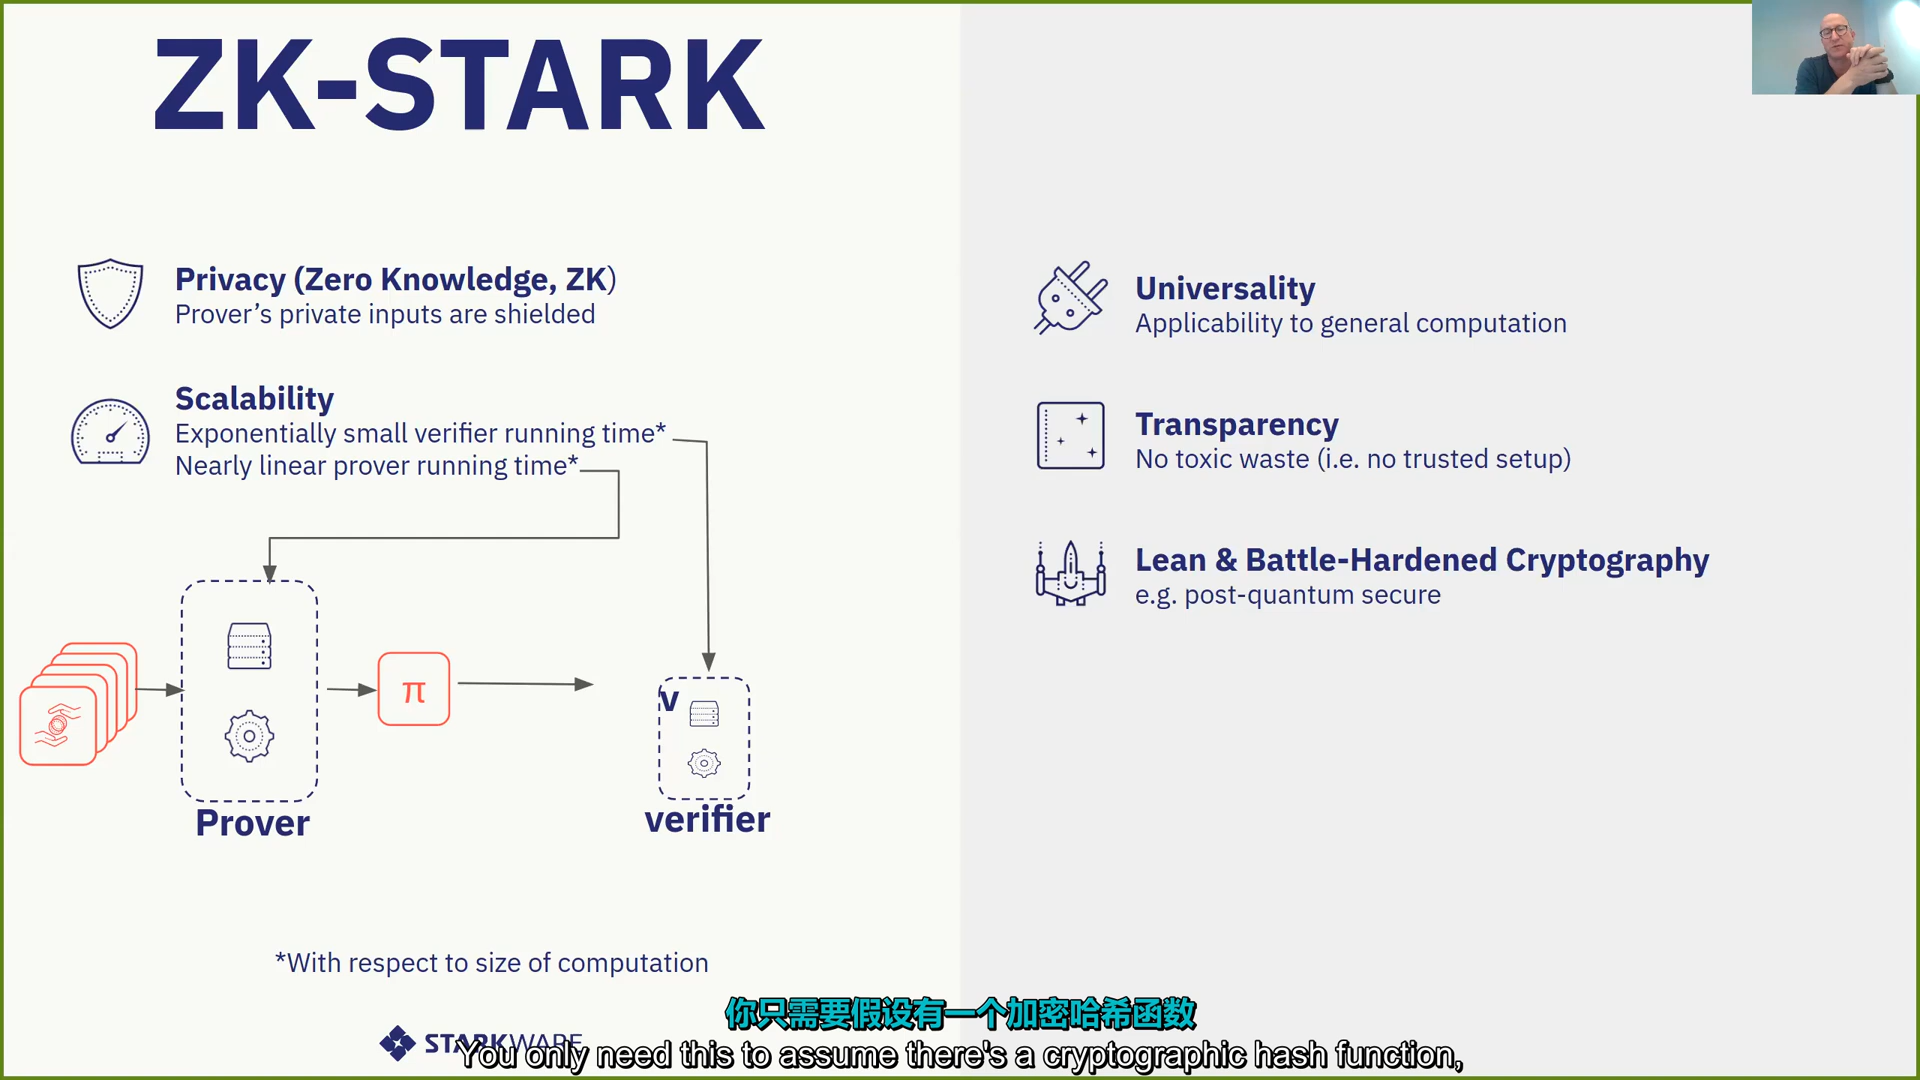 ZK-STARK
Privacy (Zero Knowledge, ZK)
Prover’s private inputs are shielded
Scalability
Exponentially small verifier running time*
Nearly linear prover running time*
π
V
Prover
verifier
*With respect to size of computation
Universality
Applicability to general computation
Transparency
No toxic waste (i.e. no trusted setup)
Lean & Battle-Hardened Cryptography
e.g. post-quantum secure
STARKWARE
你只需要假设有一个加密哈希函数
You only need this to assume there's a cryptographic hash function,